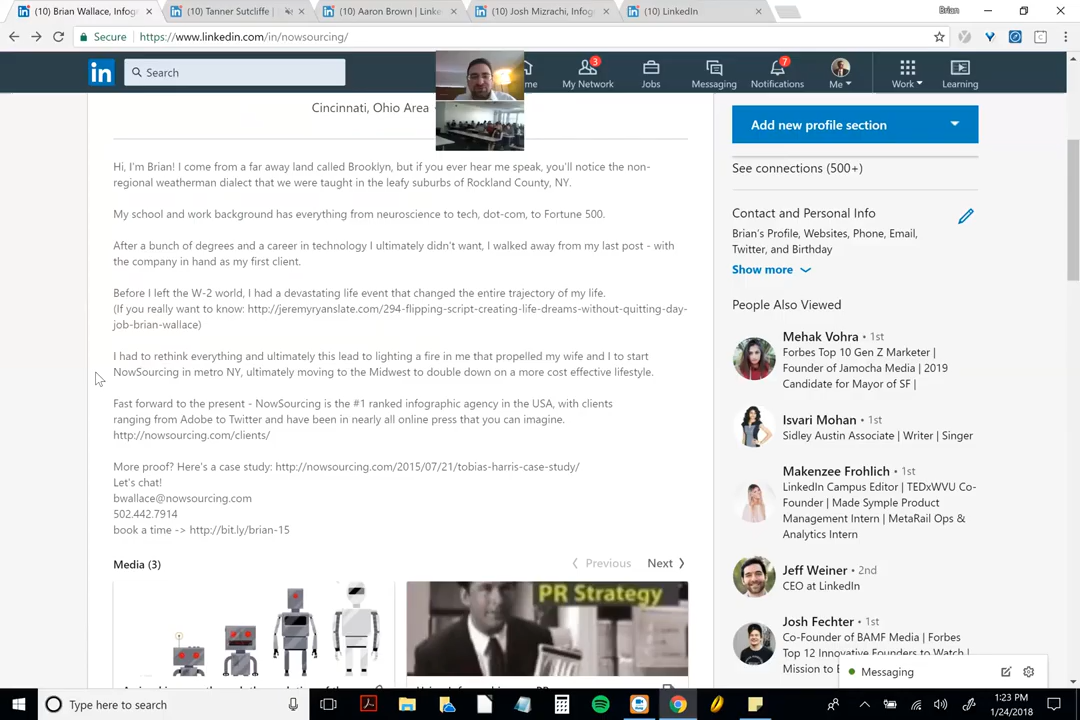 (10) Brian Wallace, Infog
(10) Tanner Sutcliffe |
(10) Aaron Brown | Linke
(10) Josh Mizrachi, Infog
(10) LinkedIn
Brian
Secure
https://www.linkedin.com/in/nowsourcing/
in
Search
me
3
My Network
Jobs
Messaging
7
Notifications
Me
Work
Learning
Cincinnati, Ohio Area
Hi, I'm Brian! I come from a far away land called Brooklyn, but if you ever hear me speak, you'll notice the non-
regional weatherman dialect that we were taught in the leafy suburbs of Rockland County, NY.
My school and work background has everything from neuroscience to tech, dot-com, to Fortune 500.
After a bunch of degrees and a career in technology I ultimately didn't want, I walked away from my last post - with
the company in hand as my first client.
Before I left the W-2 world, I had a devastating life event that changed the entire trajectory of my life.
(If you really want to know: http://jeremyryanslate.com/294-flipping-script-creating-life-dreams-without-quitting-day-
job-brian-wallace)
I had to rethink everything and ultimately this lead to lighting a fire in me that propelled my wife and I to start
NowSourcing in metro NY, ultimately moving to the Midwest to double down on a more cost effective lifestyle.
Fast forward to the present - NowSourcing is the #1 ranked infographic agency in the USA, with clients
ranging from Adobe to Twitter and have been in nearly all online press that you can imagine.
http://nowsourcing.com/clients/
More proof? Here's a case study: http://nowsourcing.com/2015/07/21/tobias-harris-case-study/
Let's chat!
bwallace@nowsourcing.com
502.442.7914
book a time -> http://bit.ly/brian-15
Media (3)
Previous
Next
PR Strategy
Add new profile section
See connections (500+)
Contact and Personal Info
Brian's Profile, Websites, Phone, Email,
Twitter, and Birthday
Show more
People Also Viewed
Mehak Vohra • 1st
Forbes Top 10 Gen Z Marketer |
Founder of Jamocha Media | 2019
Candidate for Mayor of SF |
Isvari Mohan • 1st
Sidley Austin Associate | Writer | Singer
Makenzee Frohlich • 1st
LinkedIn Campus Editor | TEDxWVU Co-
Founder | Made Symple Product
Management Intern | MetaRail Ops &
Analytics Intern
Jeff Weiner • 2nd
CEO at LinkedIn
Josh Fechter • 1st
Co-Founder of BAMF Media | Forbes
Top 12 Innovative Founders to Watch |
Mission to
Messaging
Type here to search
1:23 PM
1/24/2018